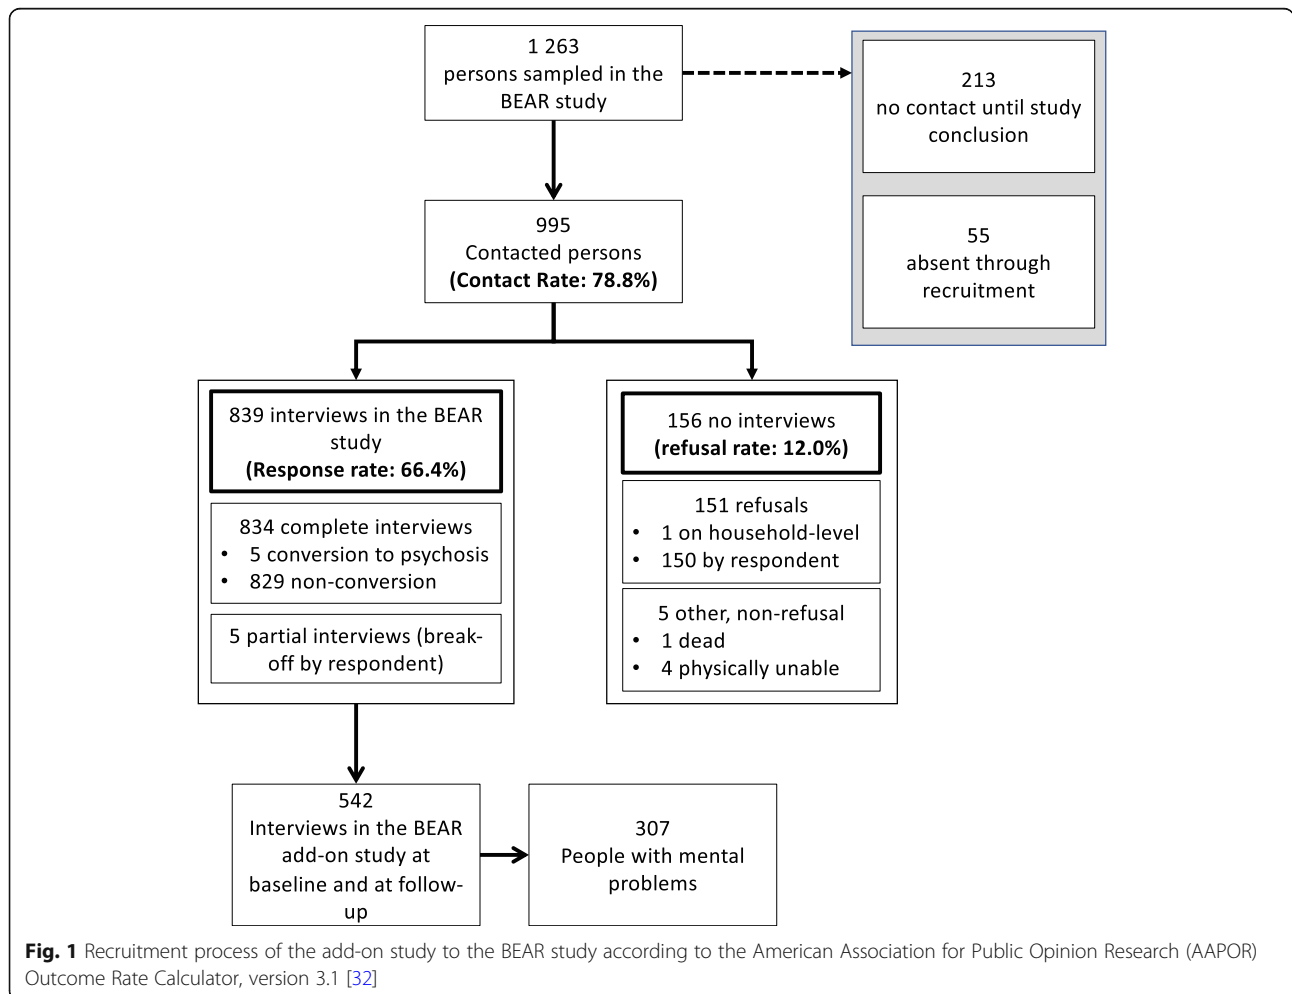 1 263
persons sampled in the
BEAR study
213
no contact until study
conclusion
55
absent through
recruitment
995
Contacted persons
(Contact Rate: 78.8%)
839 interviews in the BEAR
study
(Response rate: 66.4%)
834 complete interviews
• 5 conversion to psychosis
• 829 non-conversion
5 partial interviews (break-
off by respondent)
156 no interviews
(refusal rate: 12.0%)
151 refusals
• 1 on household-level
• 150 by respondent
5 other, non-refusal
• 1 dead
• 4 physically unable
542
Interviews in the BEAR
add-on study at
baseline and at follow-
up
307
People with mental
problems
Fig. 1 Recruitment process of the add-on study to the BEAR study according to the American Association for Public Opinion Research (AAPOR)
Outcome Rate Calculator, version 3.1 [32]